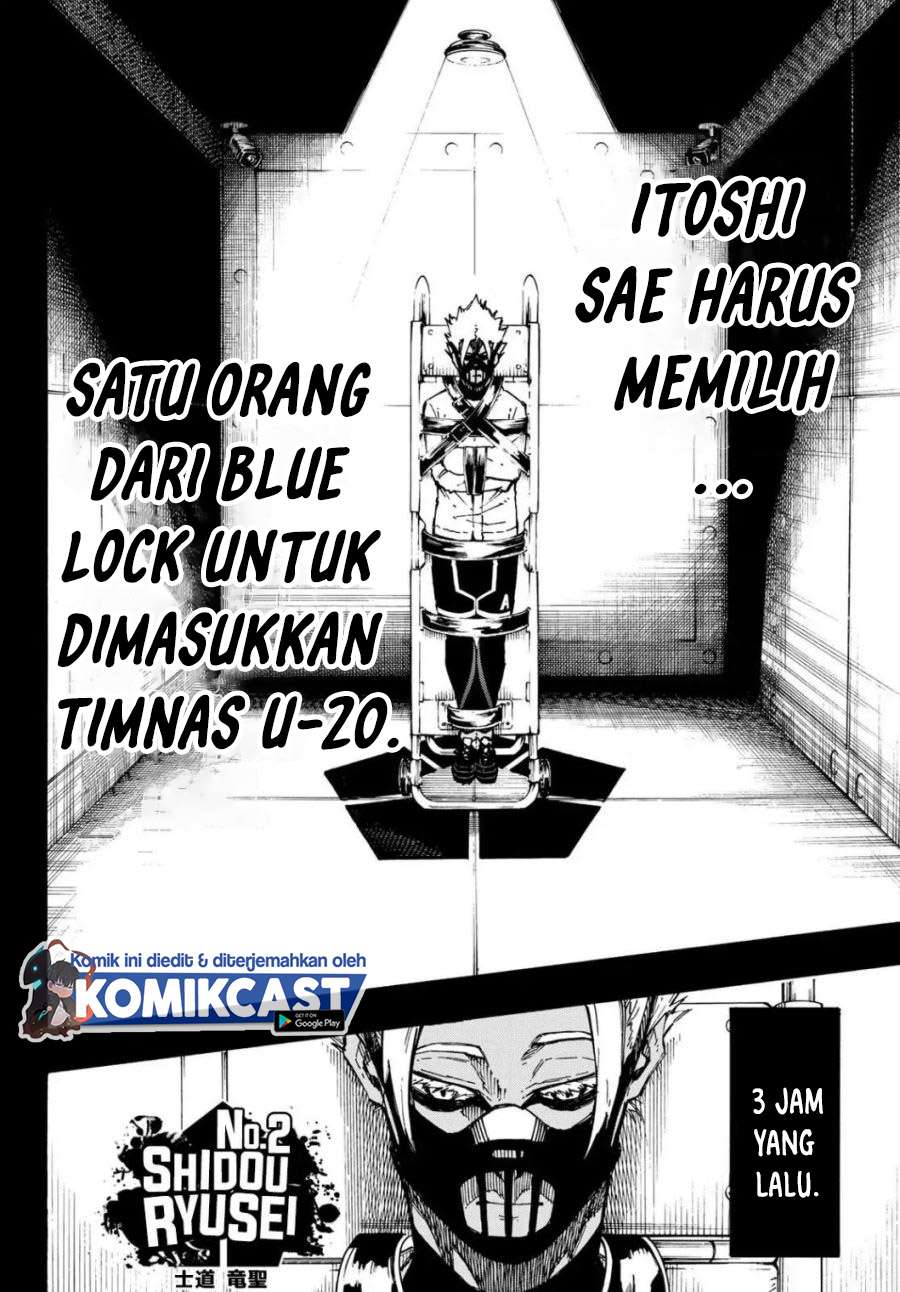 ITOSHI
SAE HARUS
MEMILIH
...
SATU ORANG
DARI BLUE
LOCK UNTUK
DIMASUKKAN
TIMNAS U-20.
A
Komik ini diedit & diterjemahkan oleh
KOMIKCAST
GET IT ON
Google Play
3 JAM
YANG
LALU.
NO.2
SHIDOU
RYUSEI
士道 竜聖